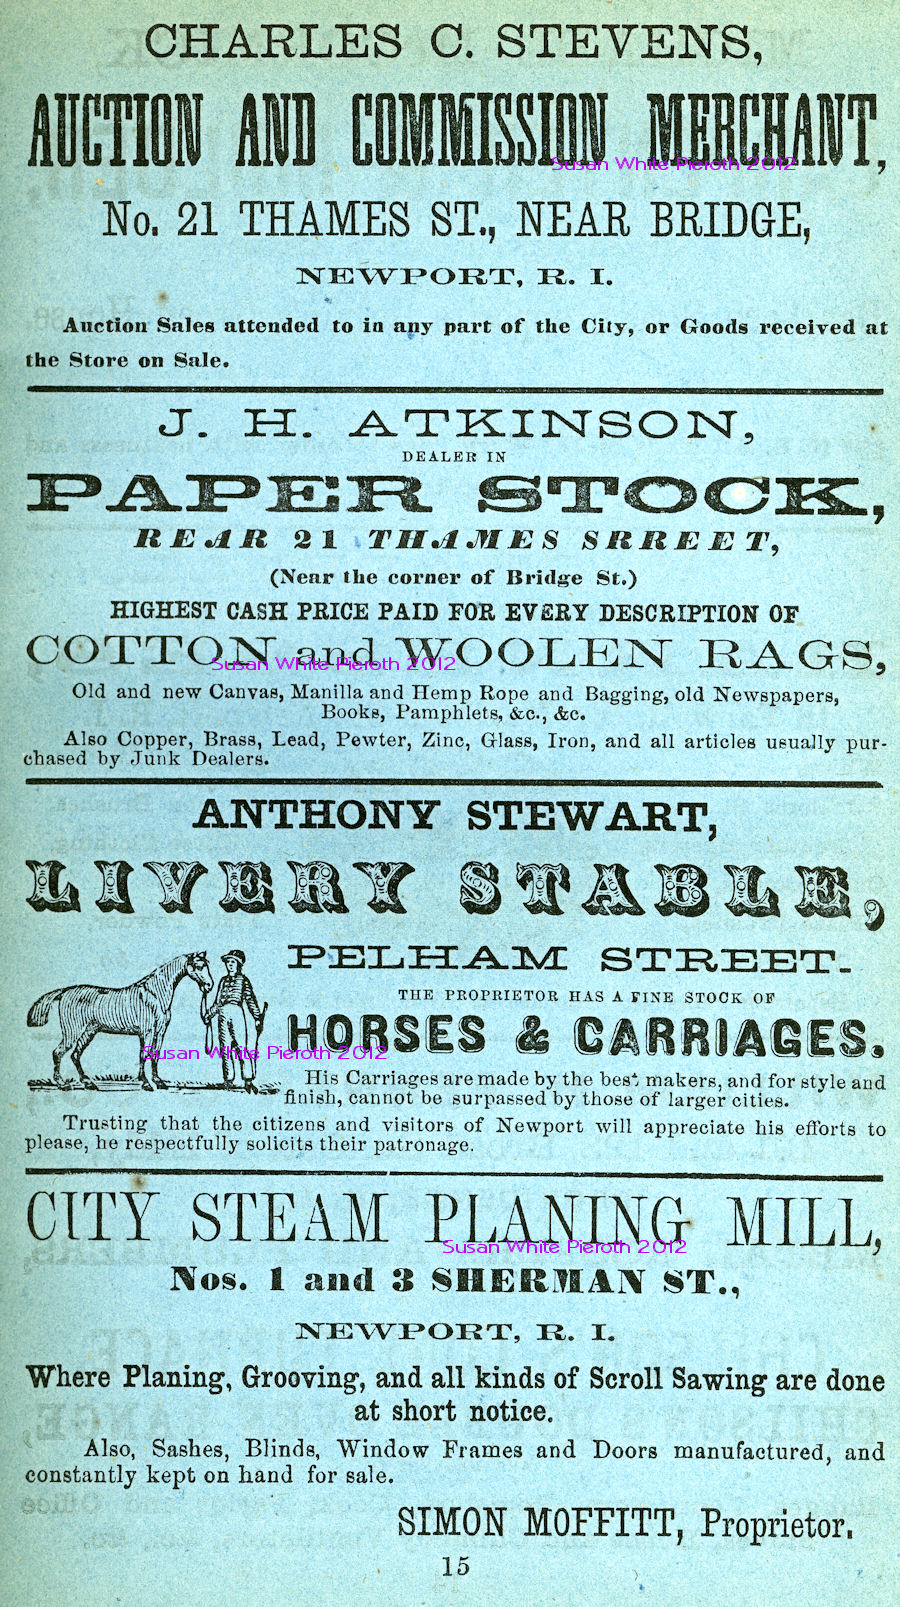 CHARLES C. STEVENS,
AUCTION AND COMMISSION MERCHANT,
Susan White Pieroth 2012
No. 21 THAMES ST., NEAR BRIDGE,
NEWPORT, R. I.
Auction Sales attended to in any part of the City, or Goods received at
the Store on Sale.
J. H. ATKINSON,
DEALER IN
PAPER STOCK,
REAR 21 THAMES SRREET,
(Near the corner of Bridge St.)
HIGHEST CASH PRICE PAID FOR EVERY DESCRIPTION OF
COTTON and WOOLEN RAGS,
Susan White Pieroth 2012
Old and new Canvas, Manilla and Hemp Rope and Bagging, old Newspapers,
Books, Pamphlets, &c., &c.
Also Copper, Brass, Lead, Pewter, Zinc, Glass, Iron, and all articles usually pur-
chased by Junk Dealers.
ANTHONY STEWART,
LIVERY STABLE,
PELHAM STREET.
THE PROPRIETOR HAS A FINE STOCK OF
HORSES & CARRIAGES.
Susan White Pieroth 2012
His Carriages are made by the best makers, and for style and
finish, cannot be surpassed by those of larger cities.
Trusting that the citizens and visitors of Newport will appreciate his efforts to
please, he respectfully solicits their patronage.
CITY STEAM PLANING MILL,
Susan White Pieroth 2012
Nos. 1 and 3 SHERMAN ST.,
NEWPORT, R. I.
Where Planing, Grooving, and all kinds of Scroll Sawing are done
at short notice.
Also, Sashes, Blinds, Window Frames and Doors manufactured, and
constantly kept on hand for sale.
SIMON MOFFITT, Proprietor.
15